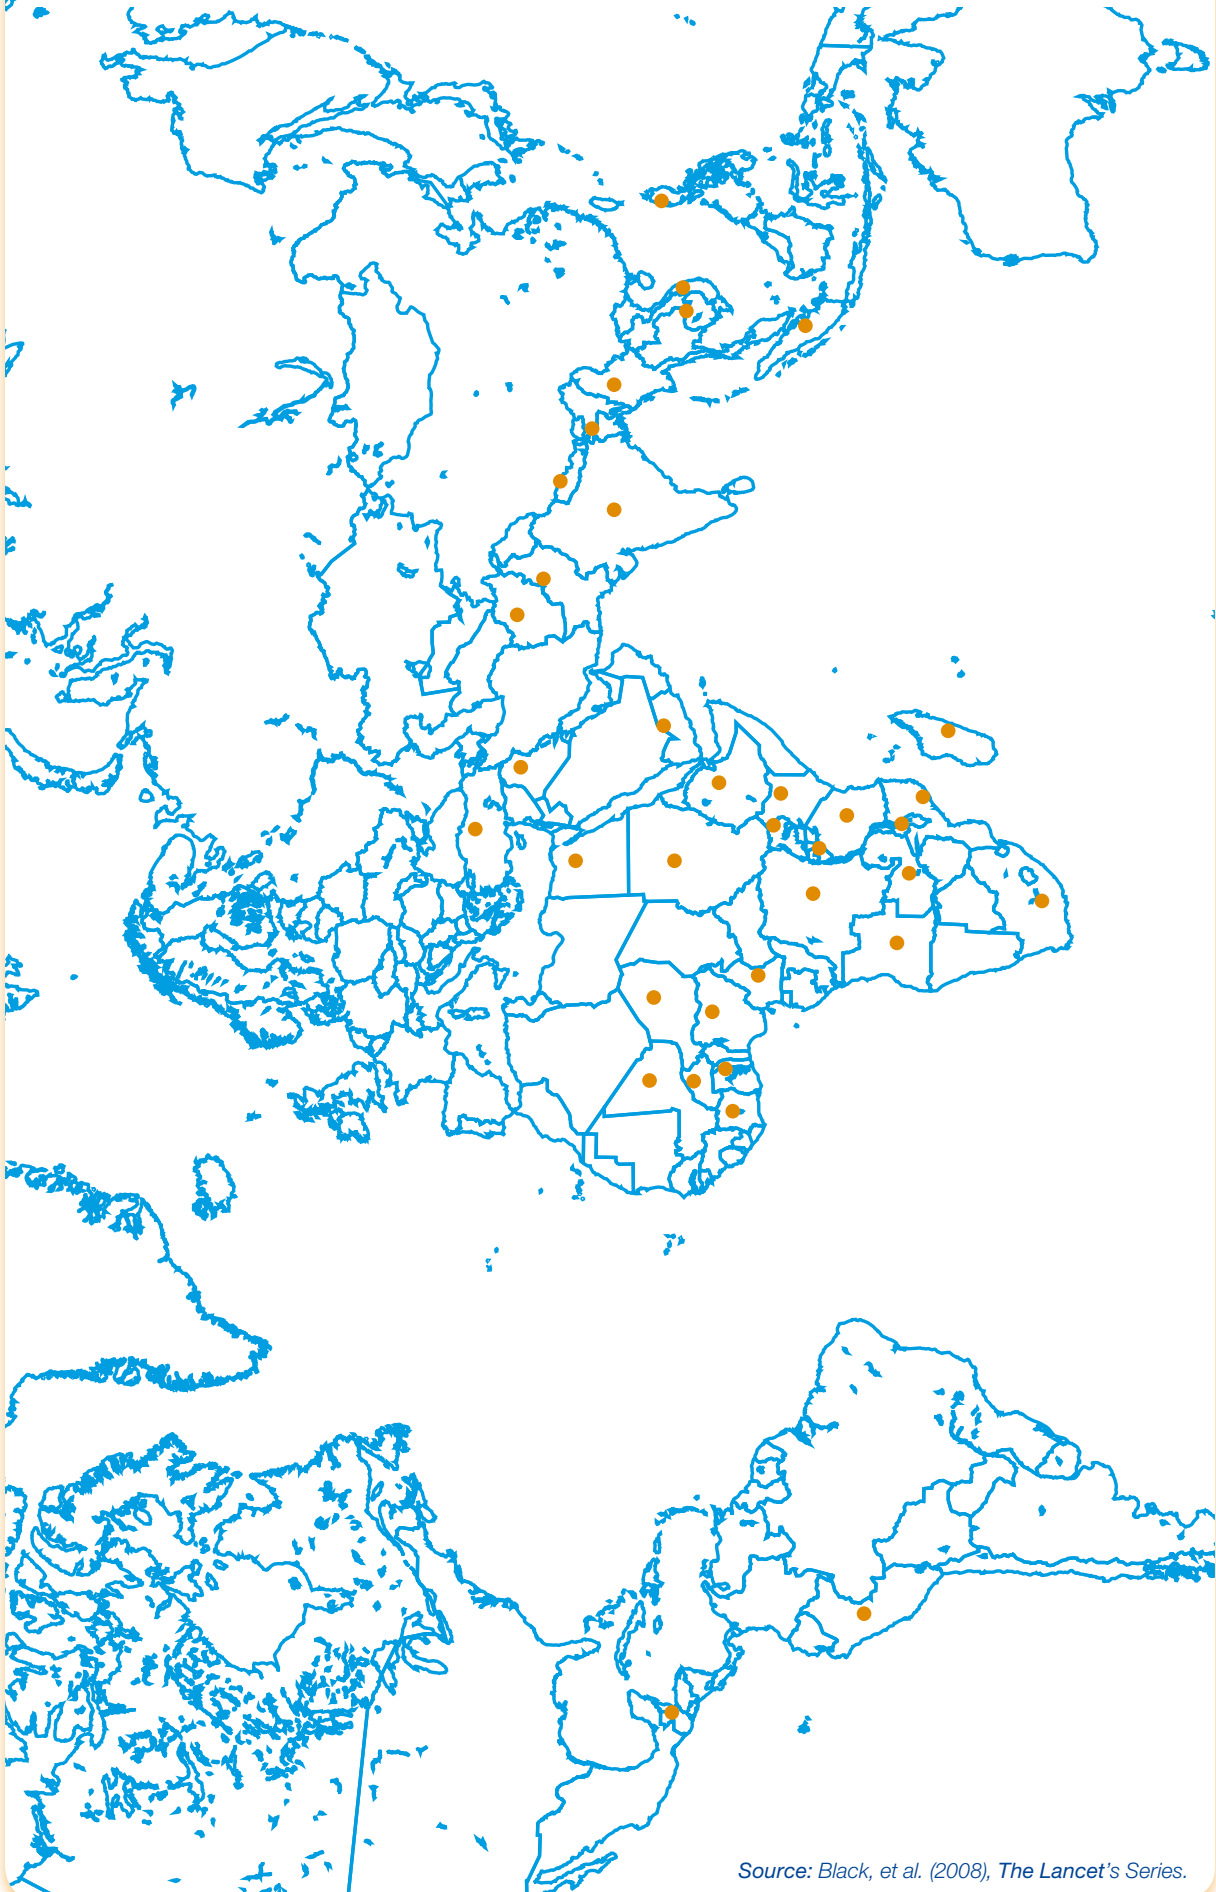 Source: Black, et al. (2008), The Lancet's Series.